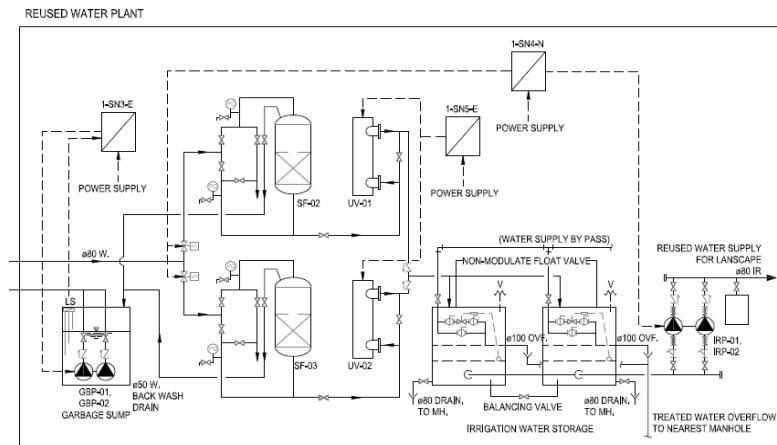 REUSED WATER PLANT
1-SN4-N
1-SN3-E
1-SN5-E
POWER SUPPLY
POWER SUPPLY
POWER SUPPLY
SF-02
UV-01
(WATER SUPPLY BY PASS)
ø80 W.
NON-MODULATE FLOAT VALVE
REUSED WATER SUPPLY
FOR LANSCAPE
ø80 IR
LS
V
V
ø100 OVF.
ø100 OVF.
IRP-01,
IRP-02
SF-03
UV-02
GBP-01,
GBP-02
GARBAGE SUMP
ø50 W.
BACK WASH
DRAIN
ø80 DRAIN,
TO MH.
BALANCING VALVE
ø80 DRAIN,
TO MH.
IRRIGATION WATER STORAGE
TREATED WATER OVERFLOW
TO NEAREST MANHOLE